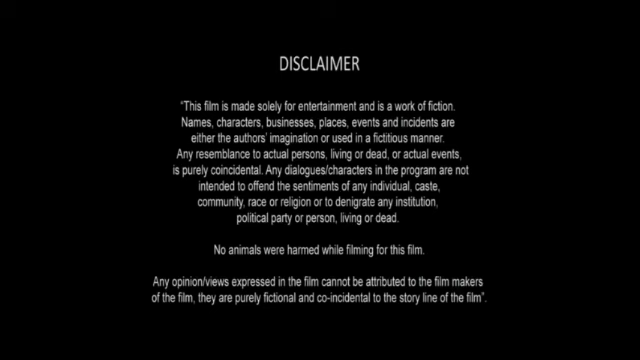 DISCLAIMER
"This film is made solely for entertainment and is a work of fiction.
Names, characters, businesses, places, events and incidents are
either the authors' imagination or used in a fictitious manner.
Any resemblance to actual persons, living or dead, or actual events,
is purely coincidental. Any dialogues/characters in the program are not
intended to offend the sentiments of any individual, caste,
community, race or religion or to denigrate any institution,
political party or person, living or dead.
No animals were harmed while filming for this film.
Any opinion/views expressed in the film cannot be attributed to the film makers
of the film, they are purely fictional and co-incidental to the story line of the film".